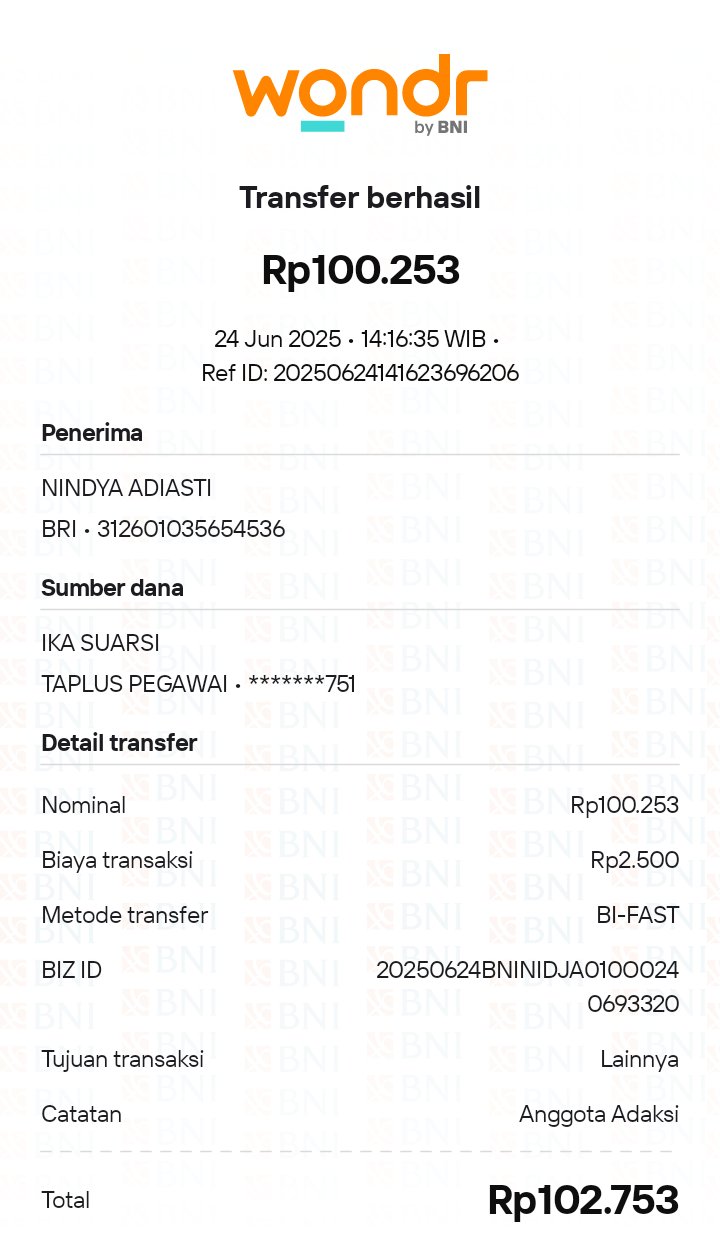 wondr
by BNI
Transfer berhasil
Rp100.253
24 Jun 2025 • 14:16:35 WIB •
Ref ID: 20250624141623696206
Penerima
NINDYA ADIASTI
BRI • 312601035654536
Sumber dana
IKA SUARSI
TAPLUS PEGAWAI • *******751
Detail transfer
Nominal Rp100.253
Biaya transaksi Rp2.500
Metode transfer BI-FAST
BIZ ID 20250624BNINIDJA0100024
0693320
Tujuan transaksi Lainnya
Catatan Anggota Adaksi
Total Rp102.753